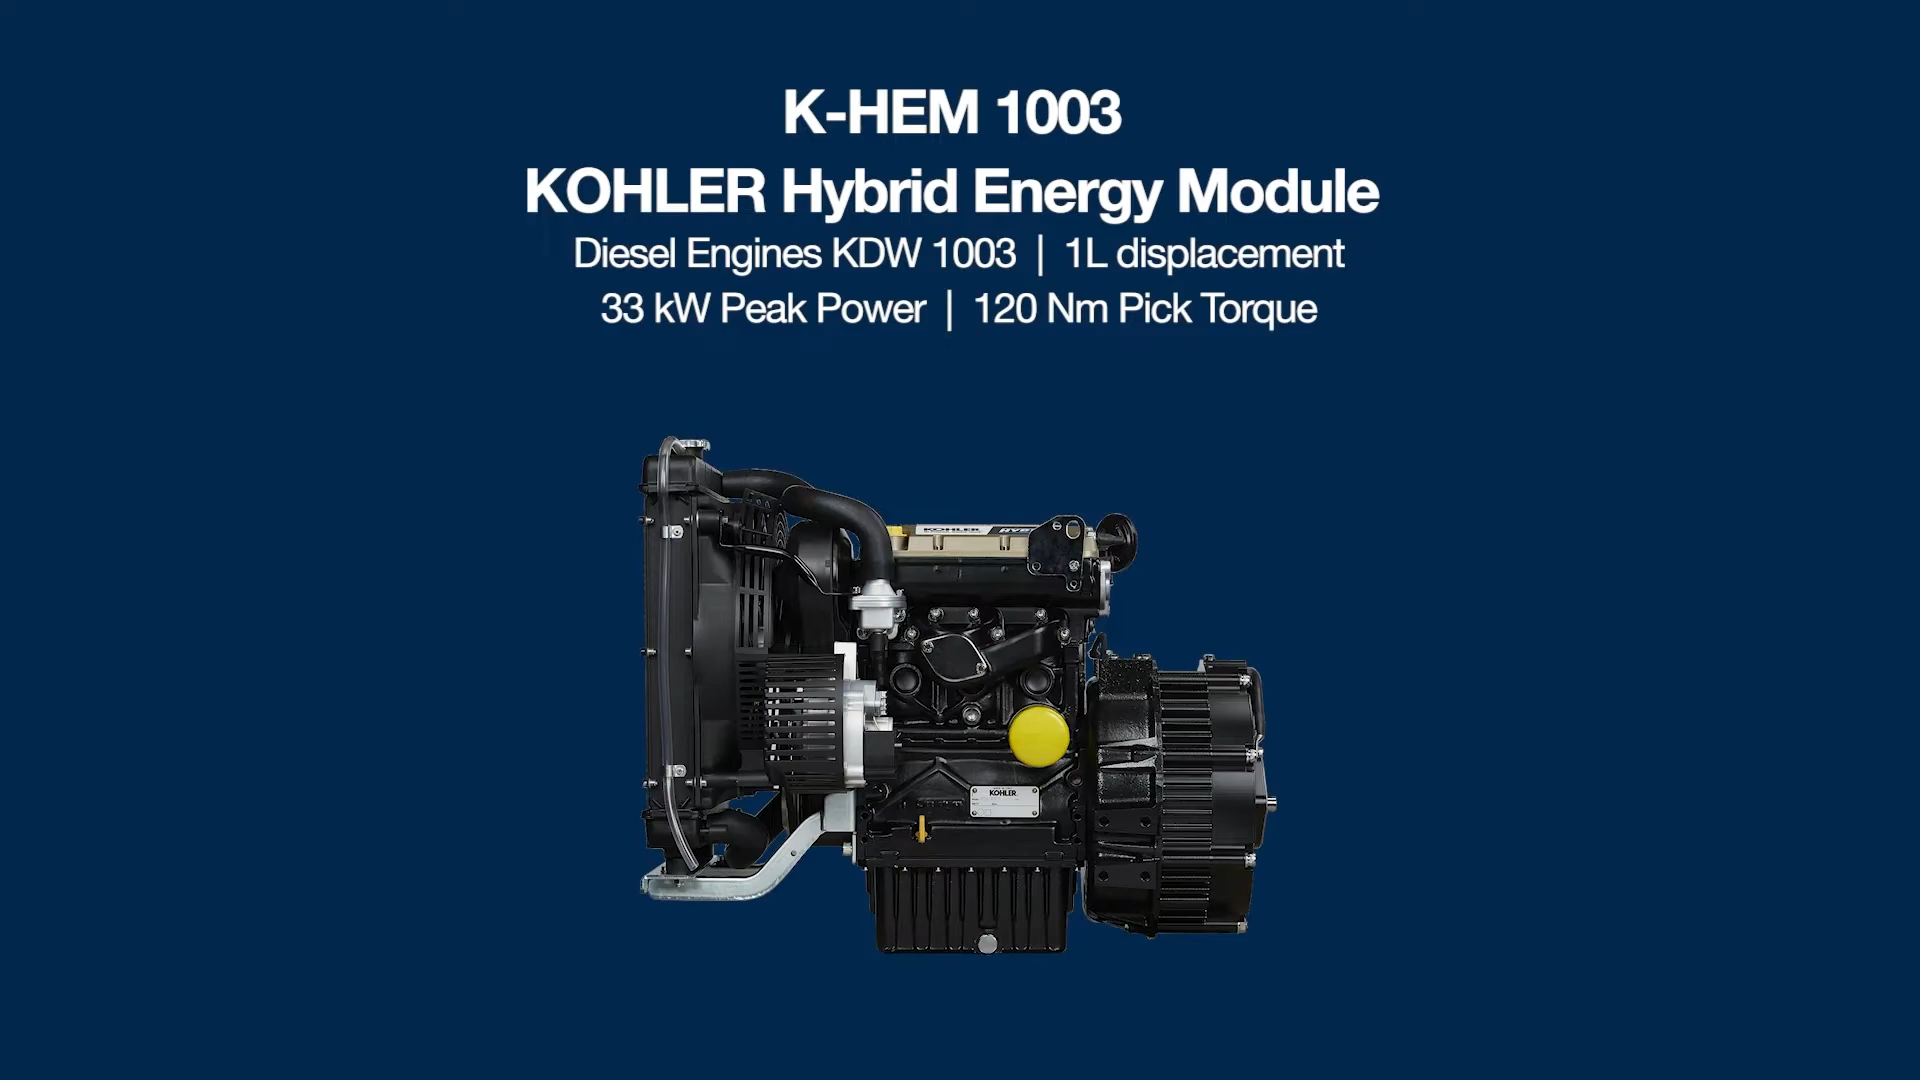 K-HEM 1003
KOHLER Hybrid Energy Module
Diesel Engines KDW 1003 | 1L displacement
33 kW Peak Power | 120 Nm Pick Torque
KOHLER
KOHLER